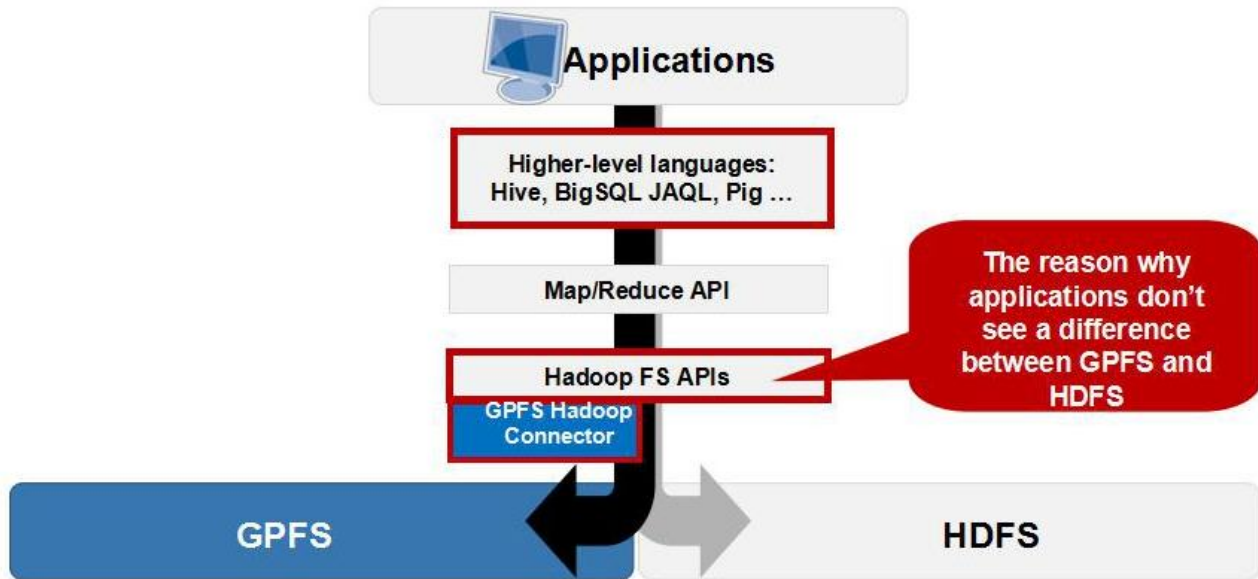 Applications
Higher-level languages:
Hive, BigSQL JAQL, Pig …
Map/Reduce API
Hadoop FS APIs
The reason why
applications don’t
see a difference
between GPFS and
HDFS
GPFS Hadoop
Connector
GPFS
HDFS